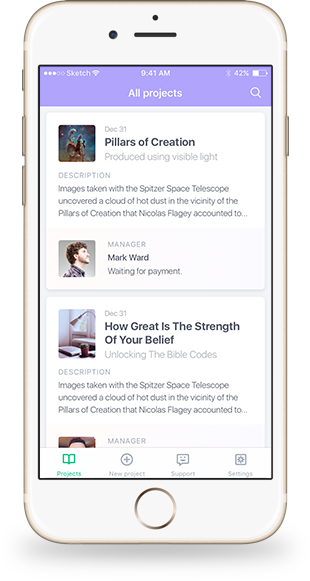 Sketch
9:41 AM
42%
All projects
Dec 31
Pillars of Creation
Produced using visible light
DESCRIPTION
Images taken with the Spitzer Space Telescope
uncovered a cloud of hot dust in the vicinity of the
Pillars of Creation that Nicolas Flagey accounted to...
MANAGER
Mark Ward
Waiting for payment.
Dec 31
How Great Is The Strength
Of Your Belief
Unlocking The Bible Codes
DESCRIPTION
Images taken with the Spitzer Space Telescope
uncovered a cloud of hot dust in the vicinity of the
Pillars of Creation that Nicolas Flagey accounted to...
MANAGER
Projects
New project
Support
Settings